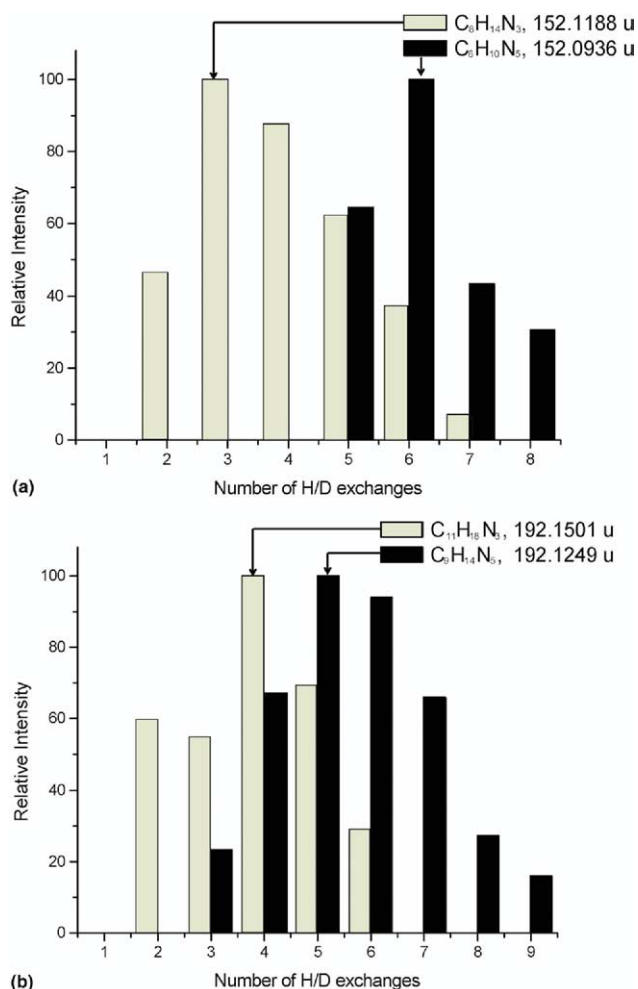 C₈H₁₄N₃, 152.1188 u
C₆H₁₀N₅, 152.0936 u
100
80
60
40
20
0
Relative Intensity
1 2 3 4 5 6 7 8
Number of H/D exchanges
(a)
C₁₁H₁₈N₃, 192.1501 u
C₉H₁₄N₅, 192.1249 u
100
80
60
40
20
0
Relative Intensity
1 2 3 4 5 6 7 8 9
Number of H/D exchanges
(b)